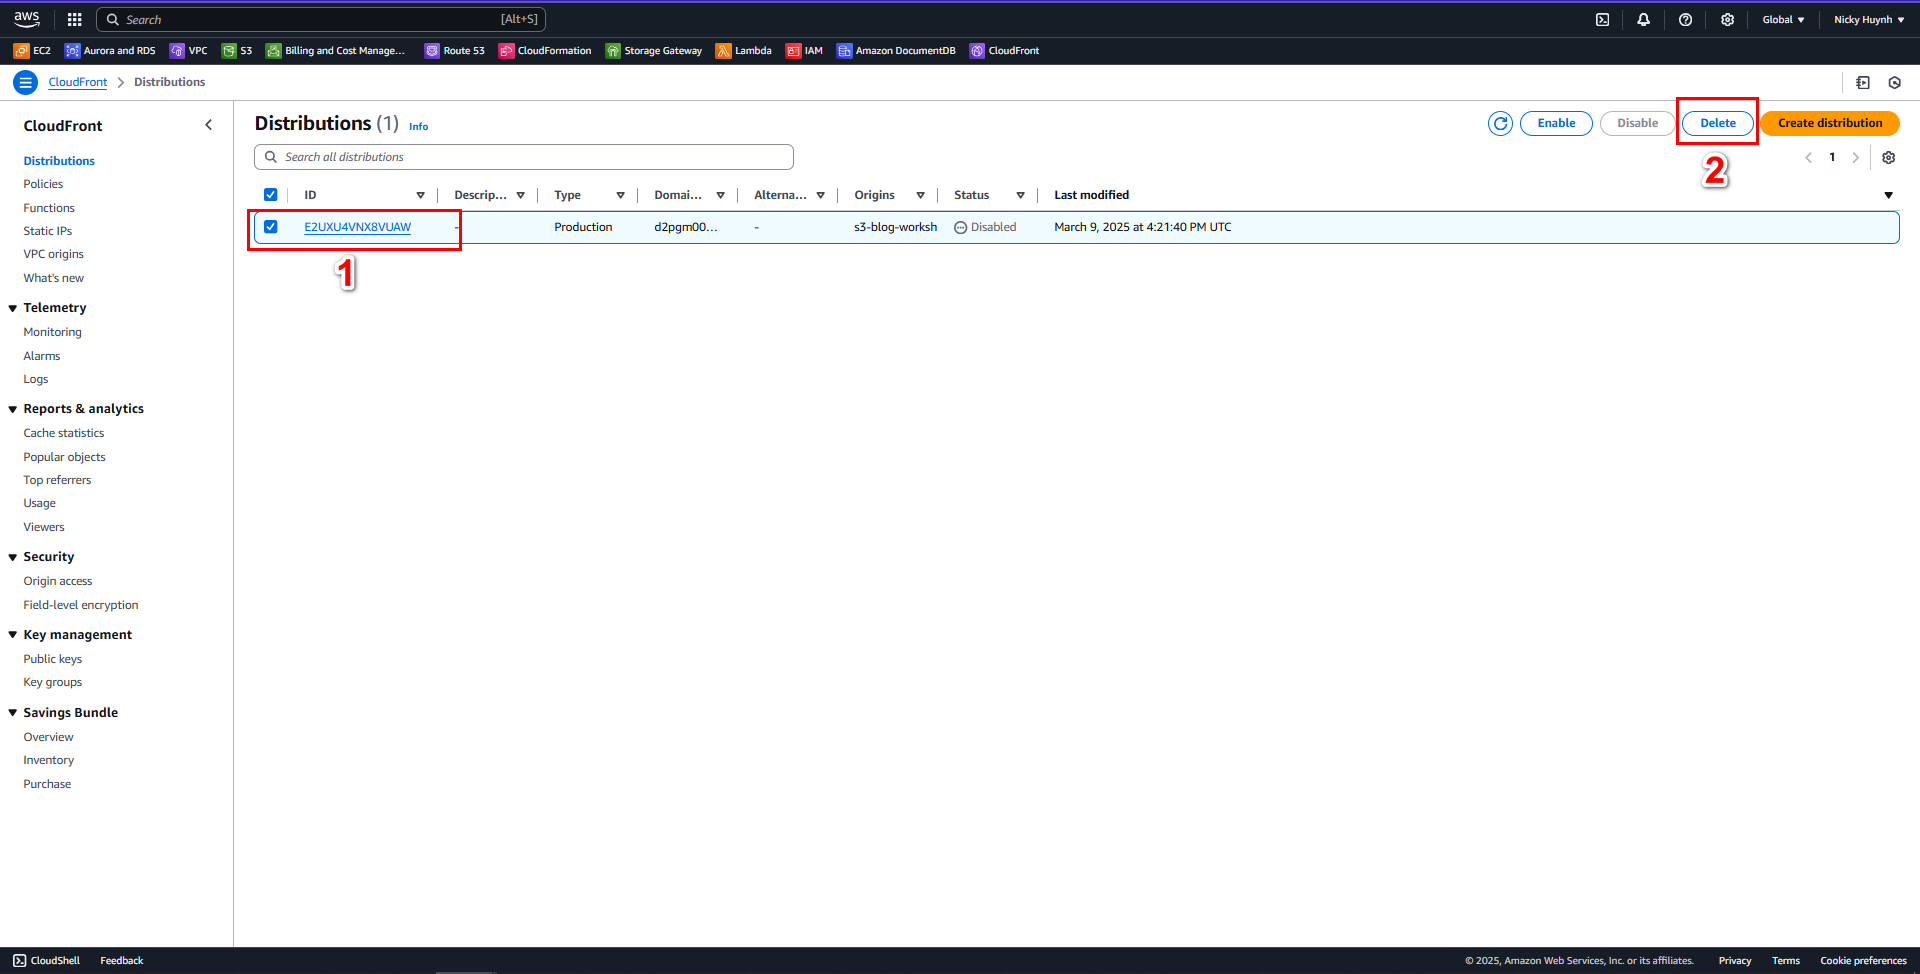 aws
Search [Alt+S]
Global ▼ Nicky Huynh ▼
EC2 Aurora and RDS VPC S3 Billing and Cost Manage... Route 53 CloudFormation Storage Gateway Lambda IAM Amazon DocumentDB CloudFront
CloudFront > Distributions
CloudFront
Distributions
Policies
Functions
Static IPs
VPC origins
What's new
Telemetry
Monitoring
Alarms
Logs
Reports & analytics
Cache statistics
Popular objects
Top referrers
Usage
Viewers
Security
Origin access
Field-level encryption
Key management
Public keys
Key groups
Savings Bundle
Overview
Inventory
Purchase
Distributions (1) Info
Enable Disable Delete Create distribution
2
Search all distributions
1
ID Descrip... Type Domai... Alterna... Origins Status Last modified
E2UXU4VNX8VUAW - Production d2pgm00... - s3-blog-worksh Disabled March 9, 2025 at 4:21:40 PM UTC
1
CloudShell Feedback
© 2025, Amazon Web Services, Inc. or its affiliates. Privacy Terms Cookie preferences